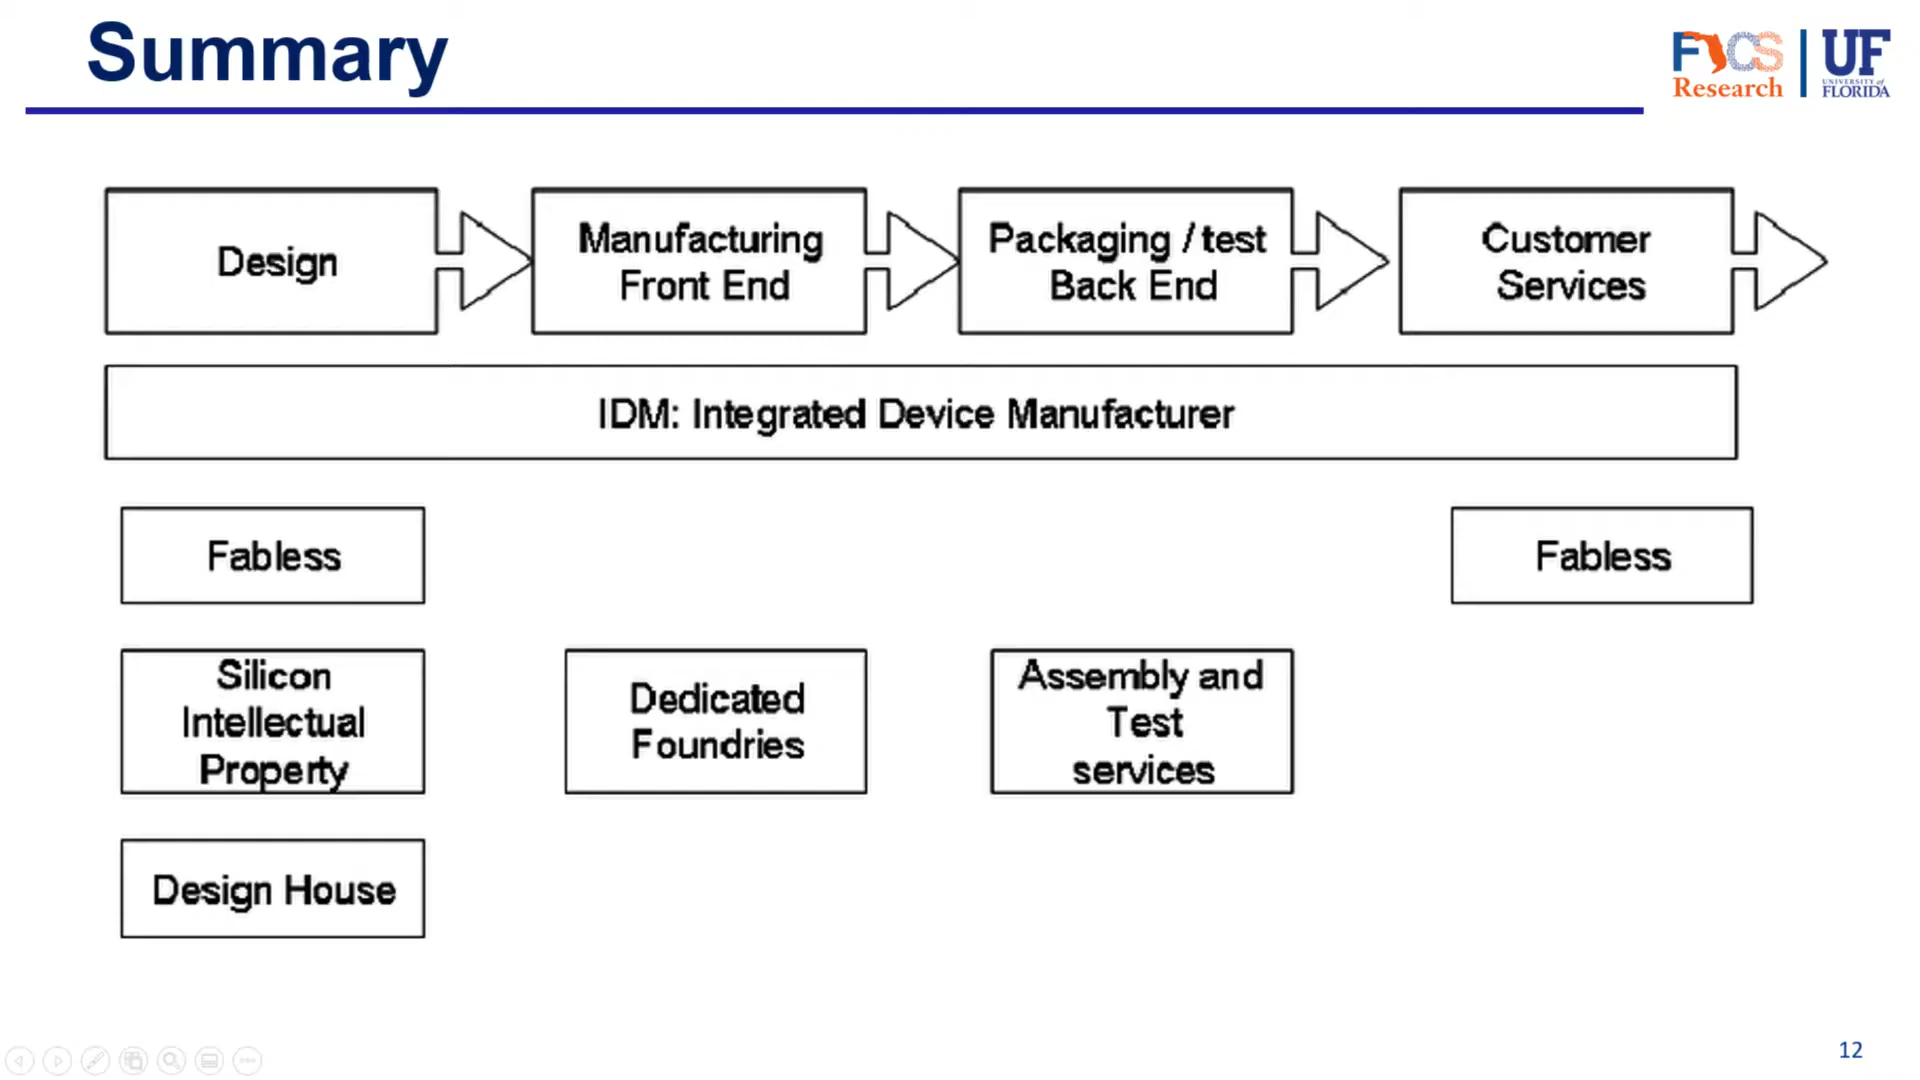 Summary
FICS
Research
UF
UNIVERSITY of
FLORIDA
Design
Manufacturing
Front End
Packaging / test
Back End
Customer
Services
IDM: Integrated Device Manufacturer
Fabless
Fabless
Silicon
Intellectual
Property
Dedicated
Foundries
Assembly and
Test
services
Design House
12